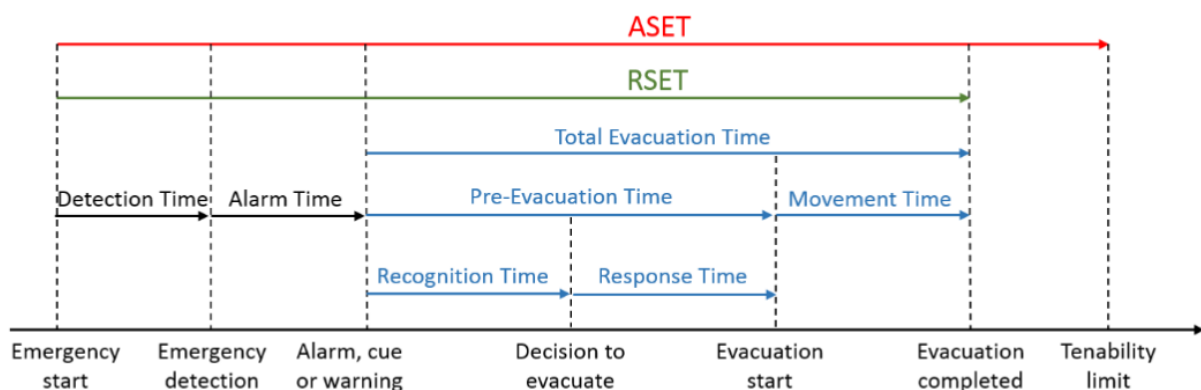 ASET
RSET
Total Evacuation Time
Detection Time
Alarm Time
Pre-Evacuation Time
Movement Time
Recognition Time
Response Time
Emergency
start
Emergency
detection
Alarm, cue
or warning
Decision to
evacuate
Evacuation
start
Evacuation
completed
Tenability
limit